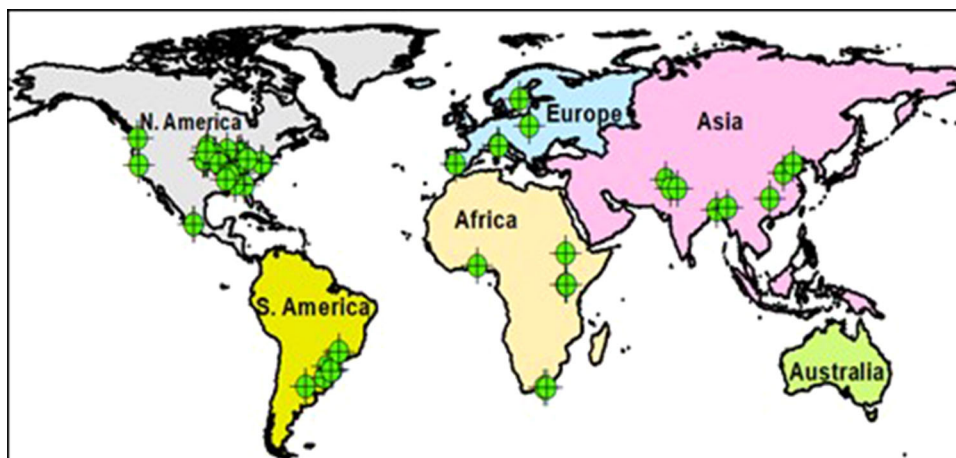 N. America
Europe
Asia
Africa
S. America
Australia